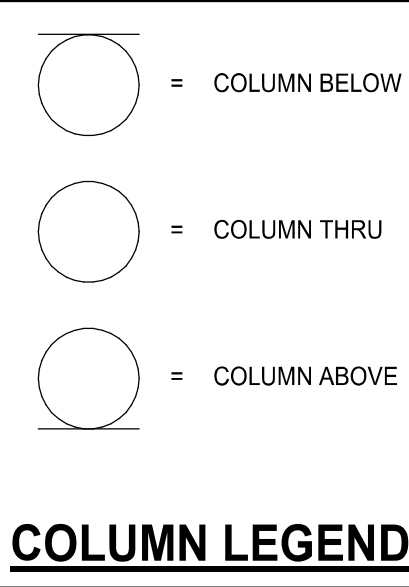 = COLUMN BELOW
= COLUMN THRU
= COLUMN ABOVE
COLUMN LEGEND